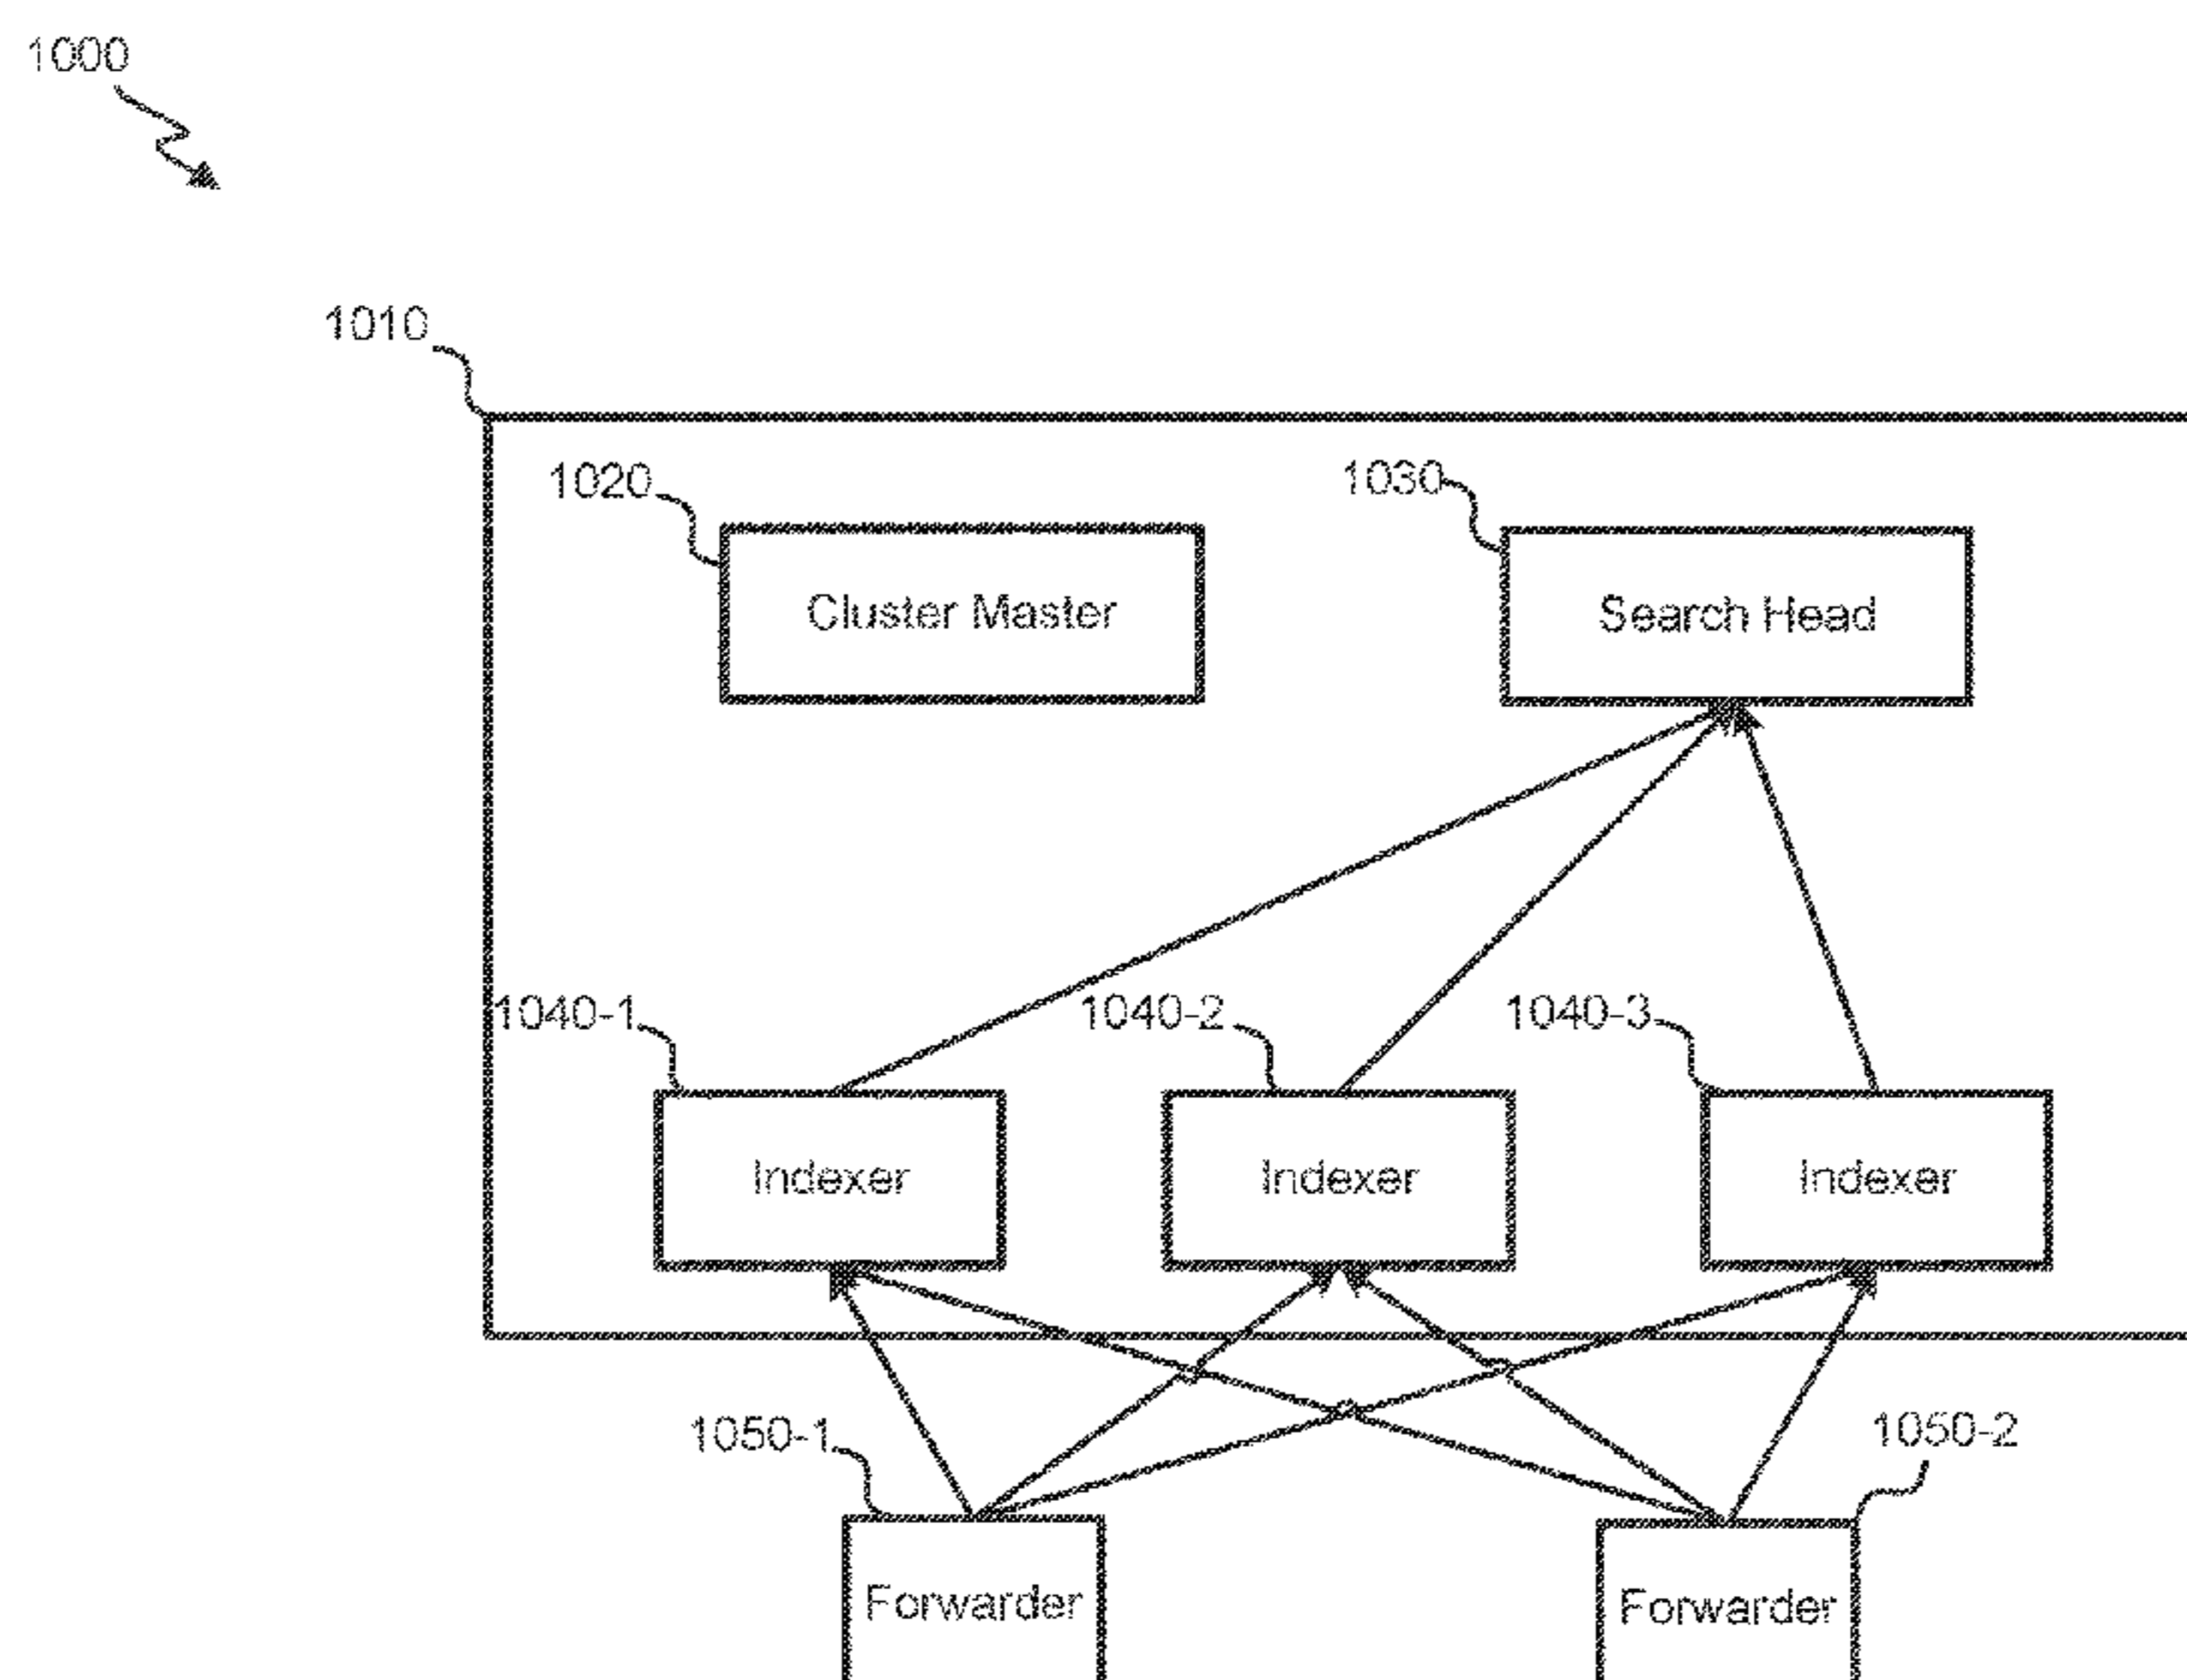 1000
1010
1020
1030
Cluster Master
Search Head
1040-1
1040-2
1040-3
Indexer
Indexer
Indexer
1050-1
1050-2
Forwarder
Forwarder